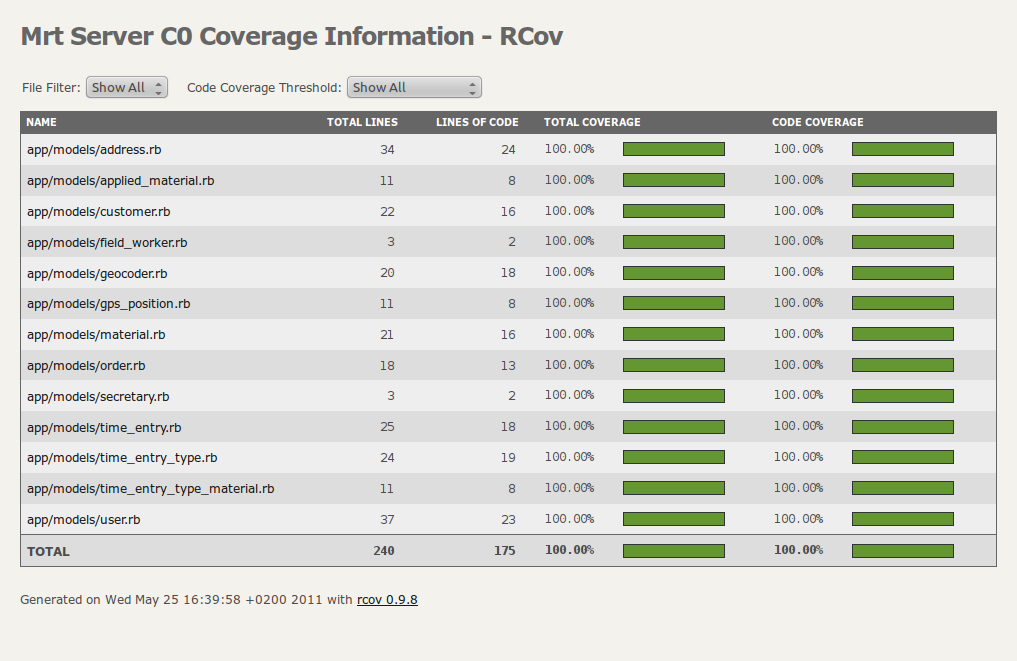 Mrt Server C0 Coverage Information - RCov
File Filter: Show All Code Coverage Threshold: Show All
NAME TOTAL LINES LINES OF CODE TOTAL COVERAGE CODE COVERAGE
app/models/address.rb 34 24 100.00% 100.00%
app/models/applied_material.rb 11 8 100.00% 100.00%
app/models/customer.rb 22 16 100.00% 100.00%
app/models/field_worker.rb 3 2 100.00% 100.00%
app/models/geocoder.rb 20 18 100.00% 100.00%
app/models/gps_position.rb 11 8 100.00% 100.00%
app/models/material.rb 21 16 100.00% 100.00%
app/models/order.rb 18 13 100.00% 100.00%
app/models/secretary.rb 3 2 100.00% 100.00%
app/models/time_entry.rb 25 18 100.00% 100.00%
app/models/time_entry_type.rb 24 19 100.00% 100.00%
app/models/time_entry_type_material.rb 11 8 100.00% 100.00%
app/models/user.rb 37 23 100.00% 100.00%
TOTAL 240 175 100.00% 100.00%
Generated on Wed May 25 16:39:58 +0200 2011 with rcov 0.9.8